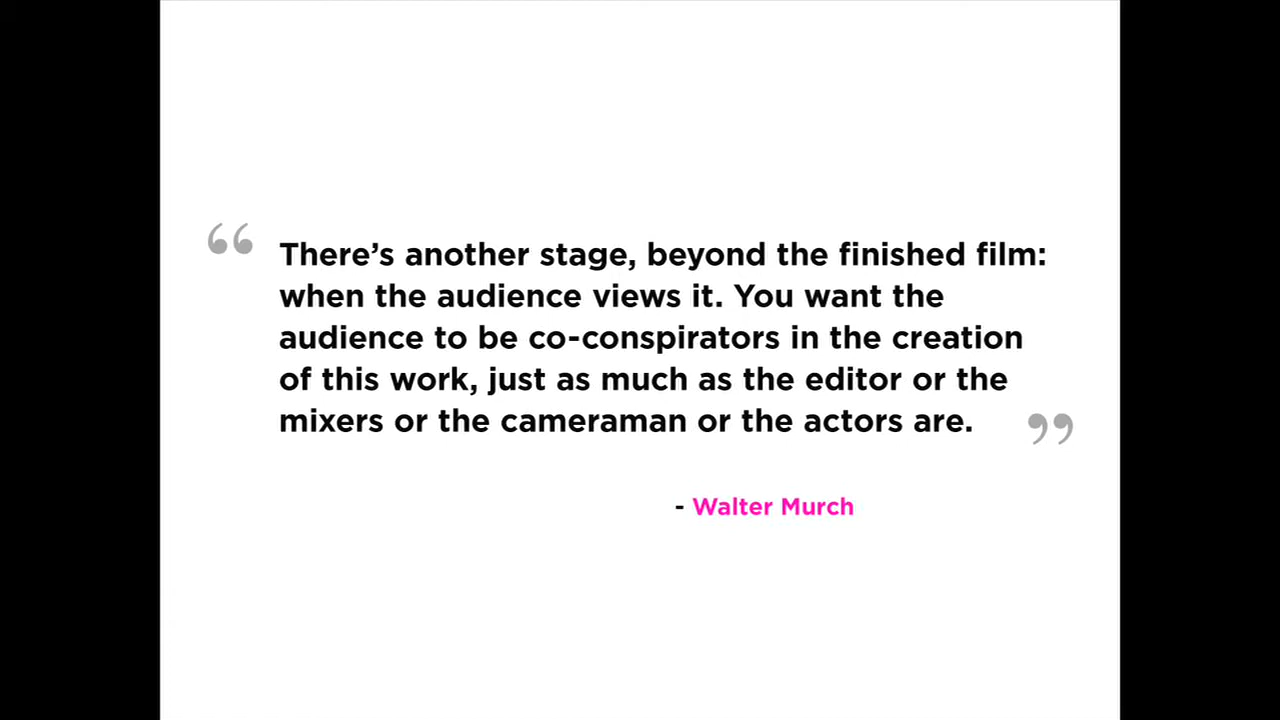 “ There’s another stage, beyond the finished film:
when the audience views it. You want the
audience to be co-conspirators in the creation
of this work, just as much as the editor or the
mixers or the cameraman or the actors are. ”
- Walter Murch